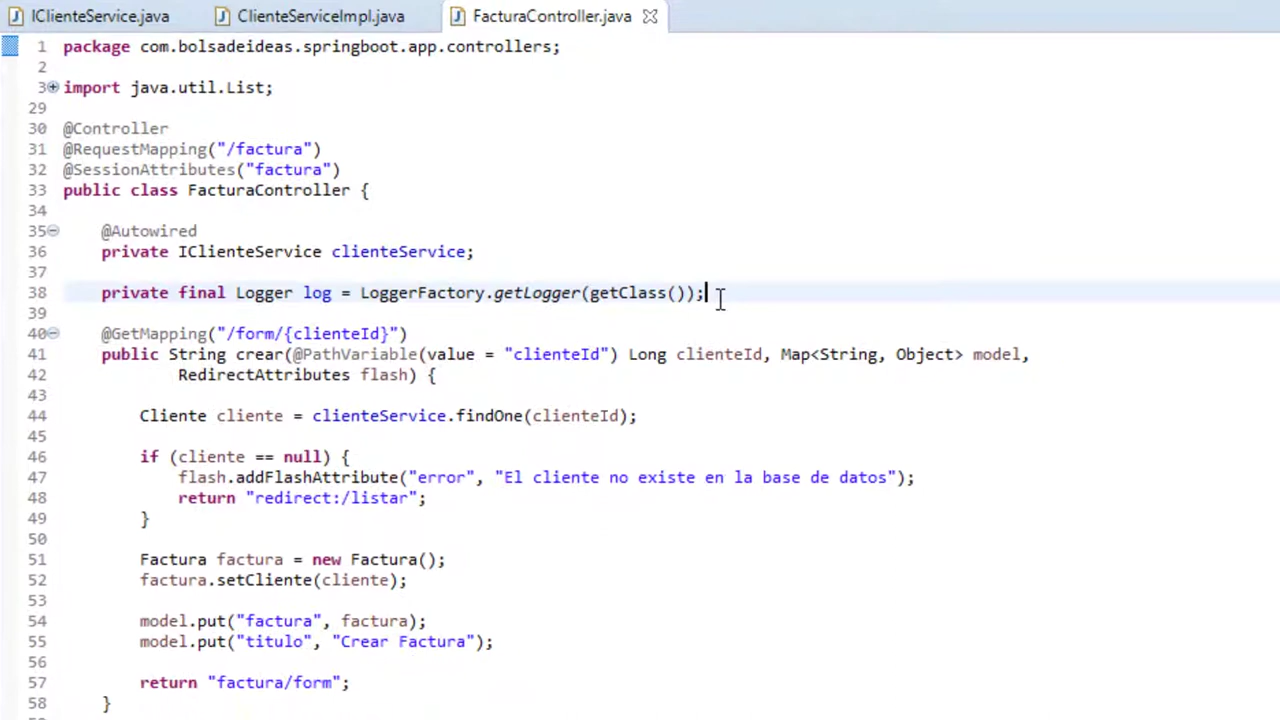 IClienteService.java ClienteServiceImpl.java FacturaController.java
1 package com.bolsadeideas.springboot.app.controllers;
2
3 import java.util.List;
29
30 @Controller
31 @RequestMapping("/factura")
32 @SessionAttributes("factura")
33 public class FacturaController {
34
35 @Autowired
36 private IClienteService clienteService;
37
38 private final Logger log = LoggerFactory.getLogger(getClass());
39
40 @GetMapping("/form/{clienteId}")
41 public String crear(@PathVariable(value = "clienteId") Long clienteId, Map<String, Object> model,
42 RedirectAttributes flash) {
43
44 Cliente cliente = clienteService.findOne(clienteId);
45
46 if (cliente == null) {
47 flash.addFlashAttribute("error", "El cliente no existe en la base de datos");
48 return "redirect:/listar";
49 }
50
51 Factura factura = new Factura();
52 factura.setCliente(cliente);
53
54 model.put("factura", factura);
55 model.put("titulo", "Crear Factura");
56
57 return "factura/form";
58 }